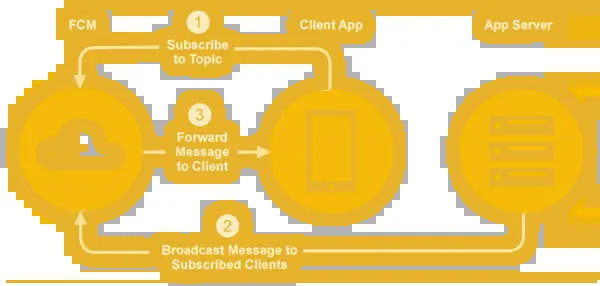 FCM
Client App
App Server
1
Subscribe
to Topic
3
Forward
Message
to Client
2
Broadcast Message to
Subscribed Clients